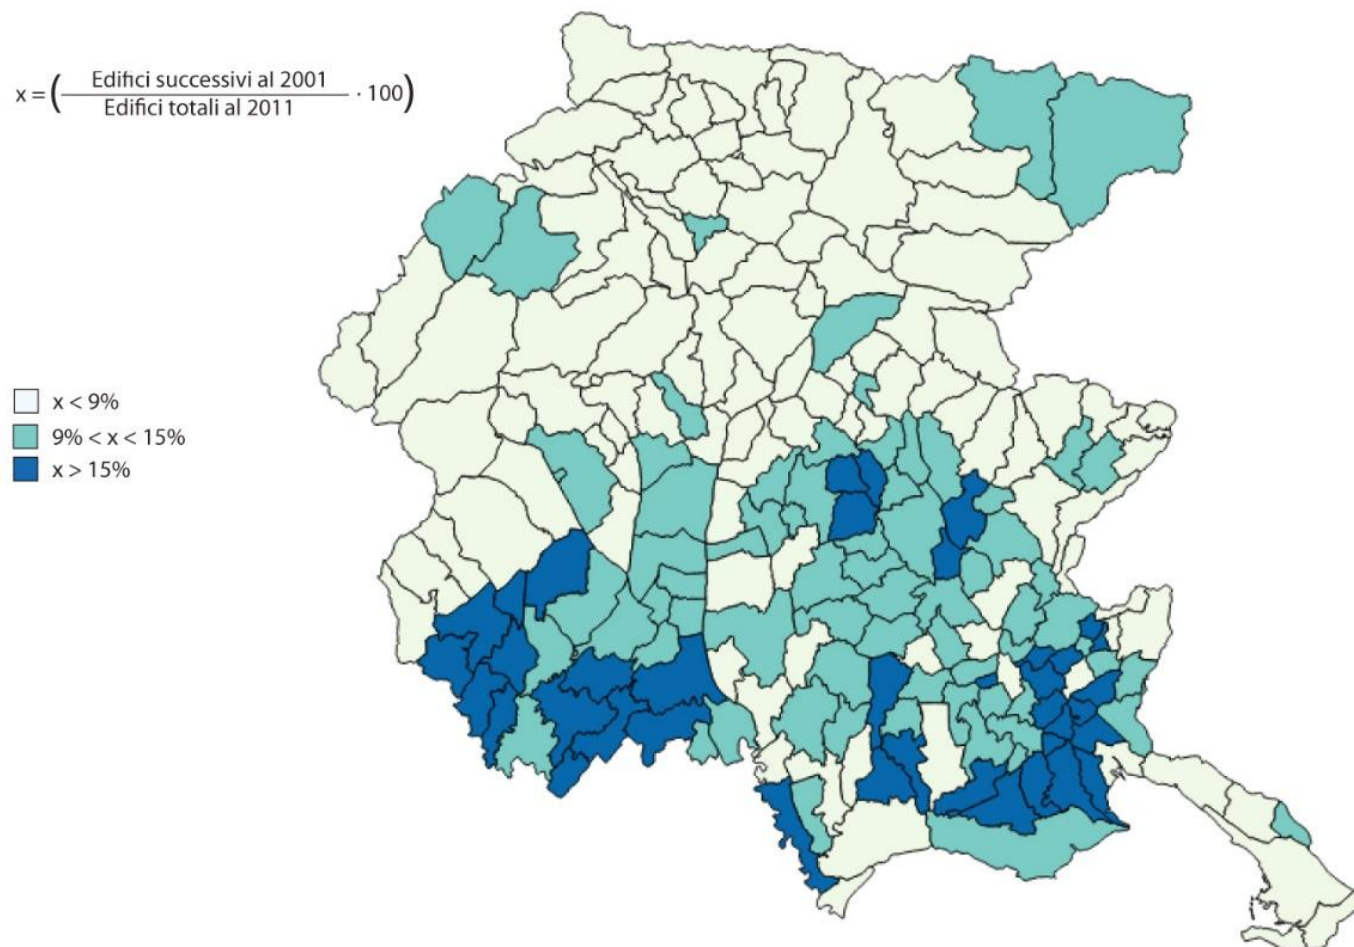 x = ( Edifici successivi al 2001 / Edifici totali al 2011 · 100)
x < 9%
9% < x < 15%
x > 15%